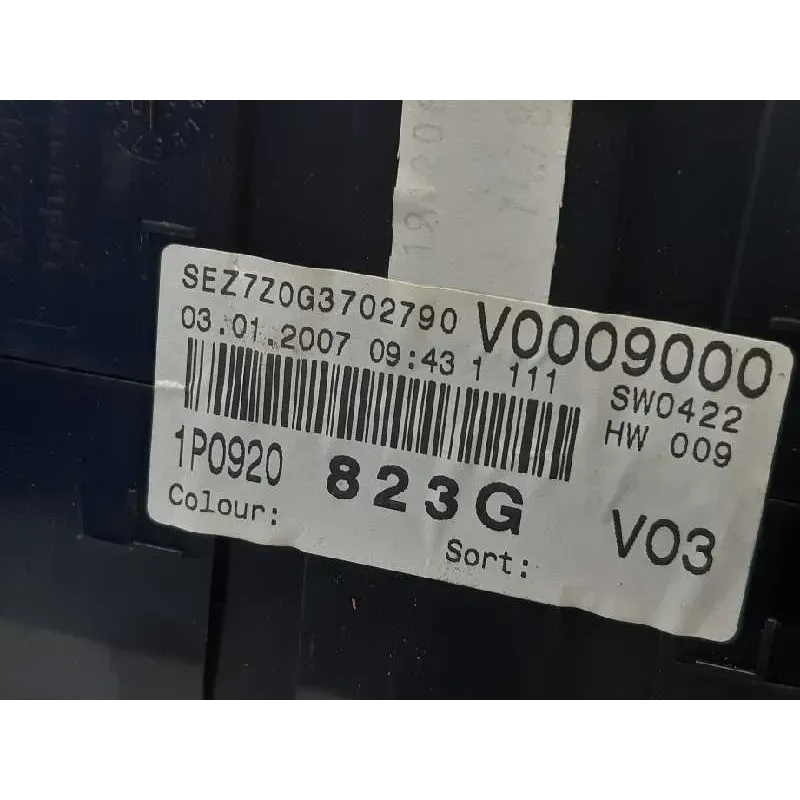 SEZ7Z0G3702790 V0009000
03.01.2007 09:43 1 111 SW0422
HW 009
1P0920 823G V03
Colour: Sort: